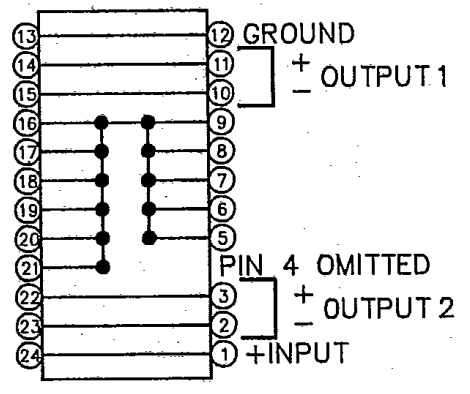 13 12 GROUND
14 11 +
OUTPUT 1
15 10 −
16 9
17 8
18 7
19 6
20 5
21 PIN 4 OMITTED
22 3 +
OUTPUT 2
23 2 −
24 1 +INPUT